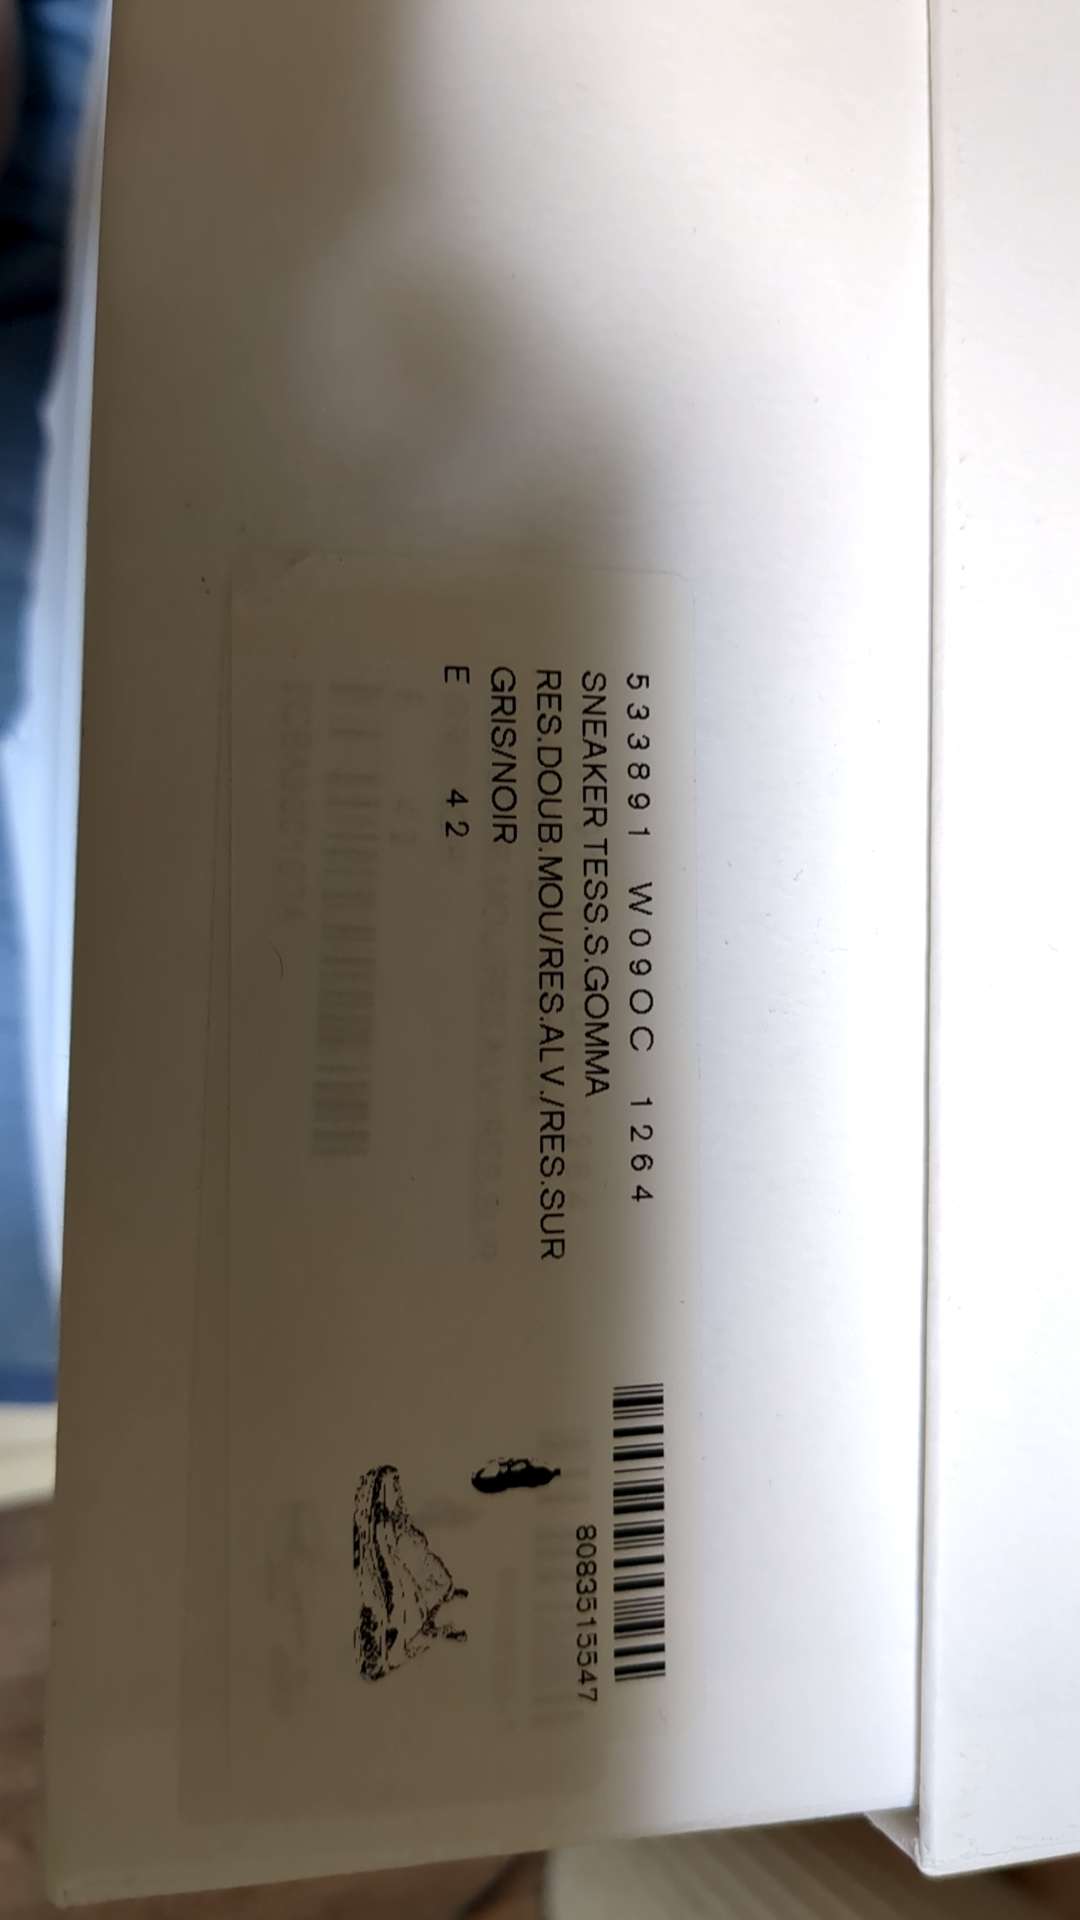 533891 W09OC 1264
SNEAKER TESS.S.GOMMA
RES.DOUB.MOU/RES.ALV./RES.SUR
GRIS/NOIR
E 42
8083515547